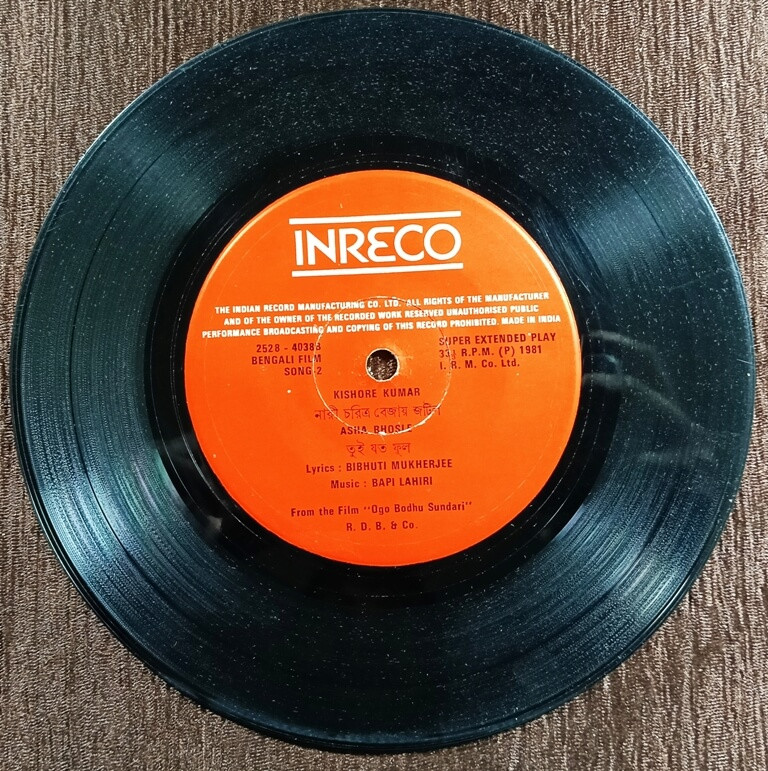 INRECO
THE INDIAN RECORD MANUFACTURING CO. LTD. ALL RIGHTS OF THE MANUFACTURER
AND OF THE OWNER OF THE RECORDED WORK RESERVED UNAUTHORISED PUBLIC
PERFORMANCE BROADCASTING AND COPYING OF THIS RECORD PROHIBITED. MADE IN INDIA
2528 - 4038B
BENGALI FILM
SONG-2
SUPER EXTENDED PLAY
33⅓ R.P.M. (P) 1981
I. R. M. Co. Ltd.
KISHORE KUMAR
নারী চরিত্র বেজায় জটিল
ASHA BHOSLE
তুই যত ফুল
Lyrics : BIBHUTI MUKHERJEE
Music : BAPI LAHIRI
From the Film "Ogo Bodhu Sundari"
R. D. B. & Co.